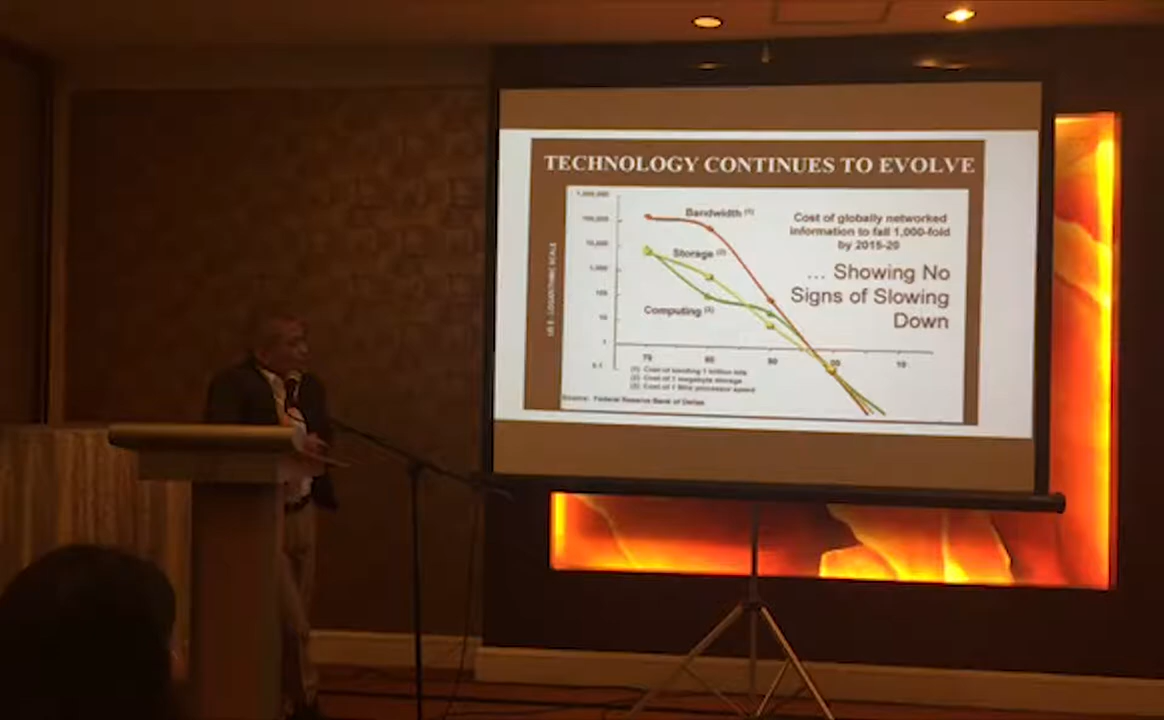 TECHNOLOGY CONTINUES TO EVOLVE
1,000,000
100,000
10,000
1,000
100
10
1
0.1
US $ - LOGARITHMIC SCALE
Bandwidth (1)
Storage (2)
Computing (3)
Cost of globally networked
information to fall 1,000-fold
by 2015-20
... Showing No
Signs of Slowing
Down
70
80
90
00
10
(1) Cost of sending 1 trillion bits
(2) Cost of 1 megabyte storage
(3) Cost of 1 MHz processor speed
Source: Federal Reserve Bank of Dallas